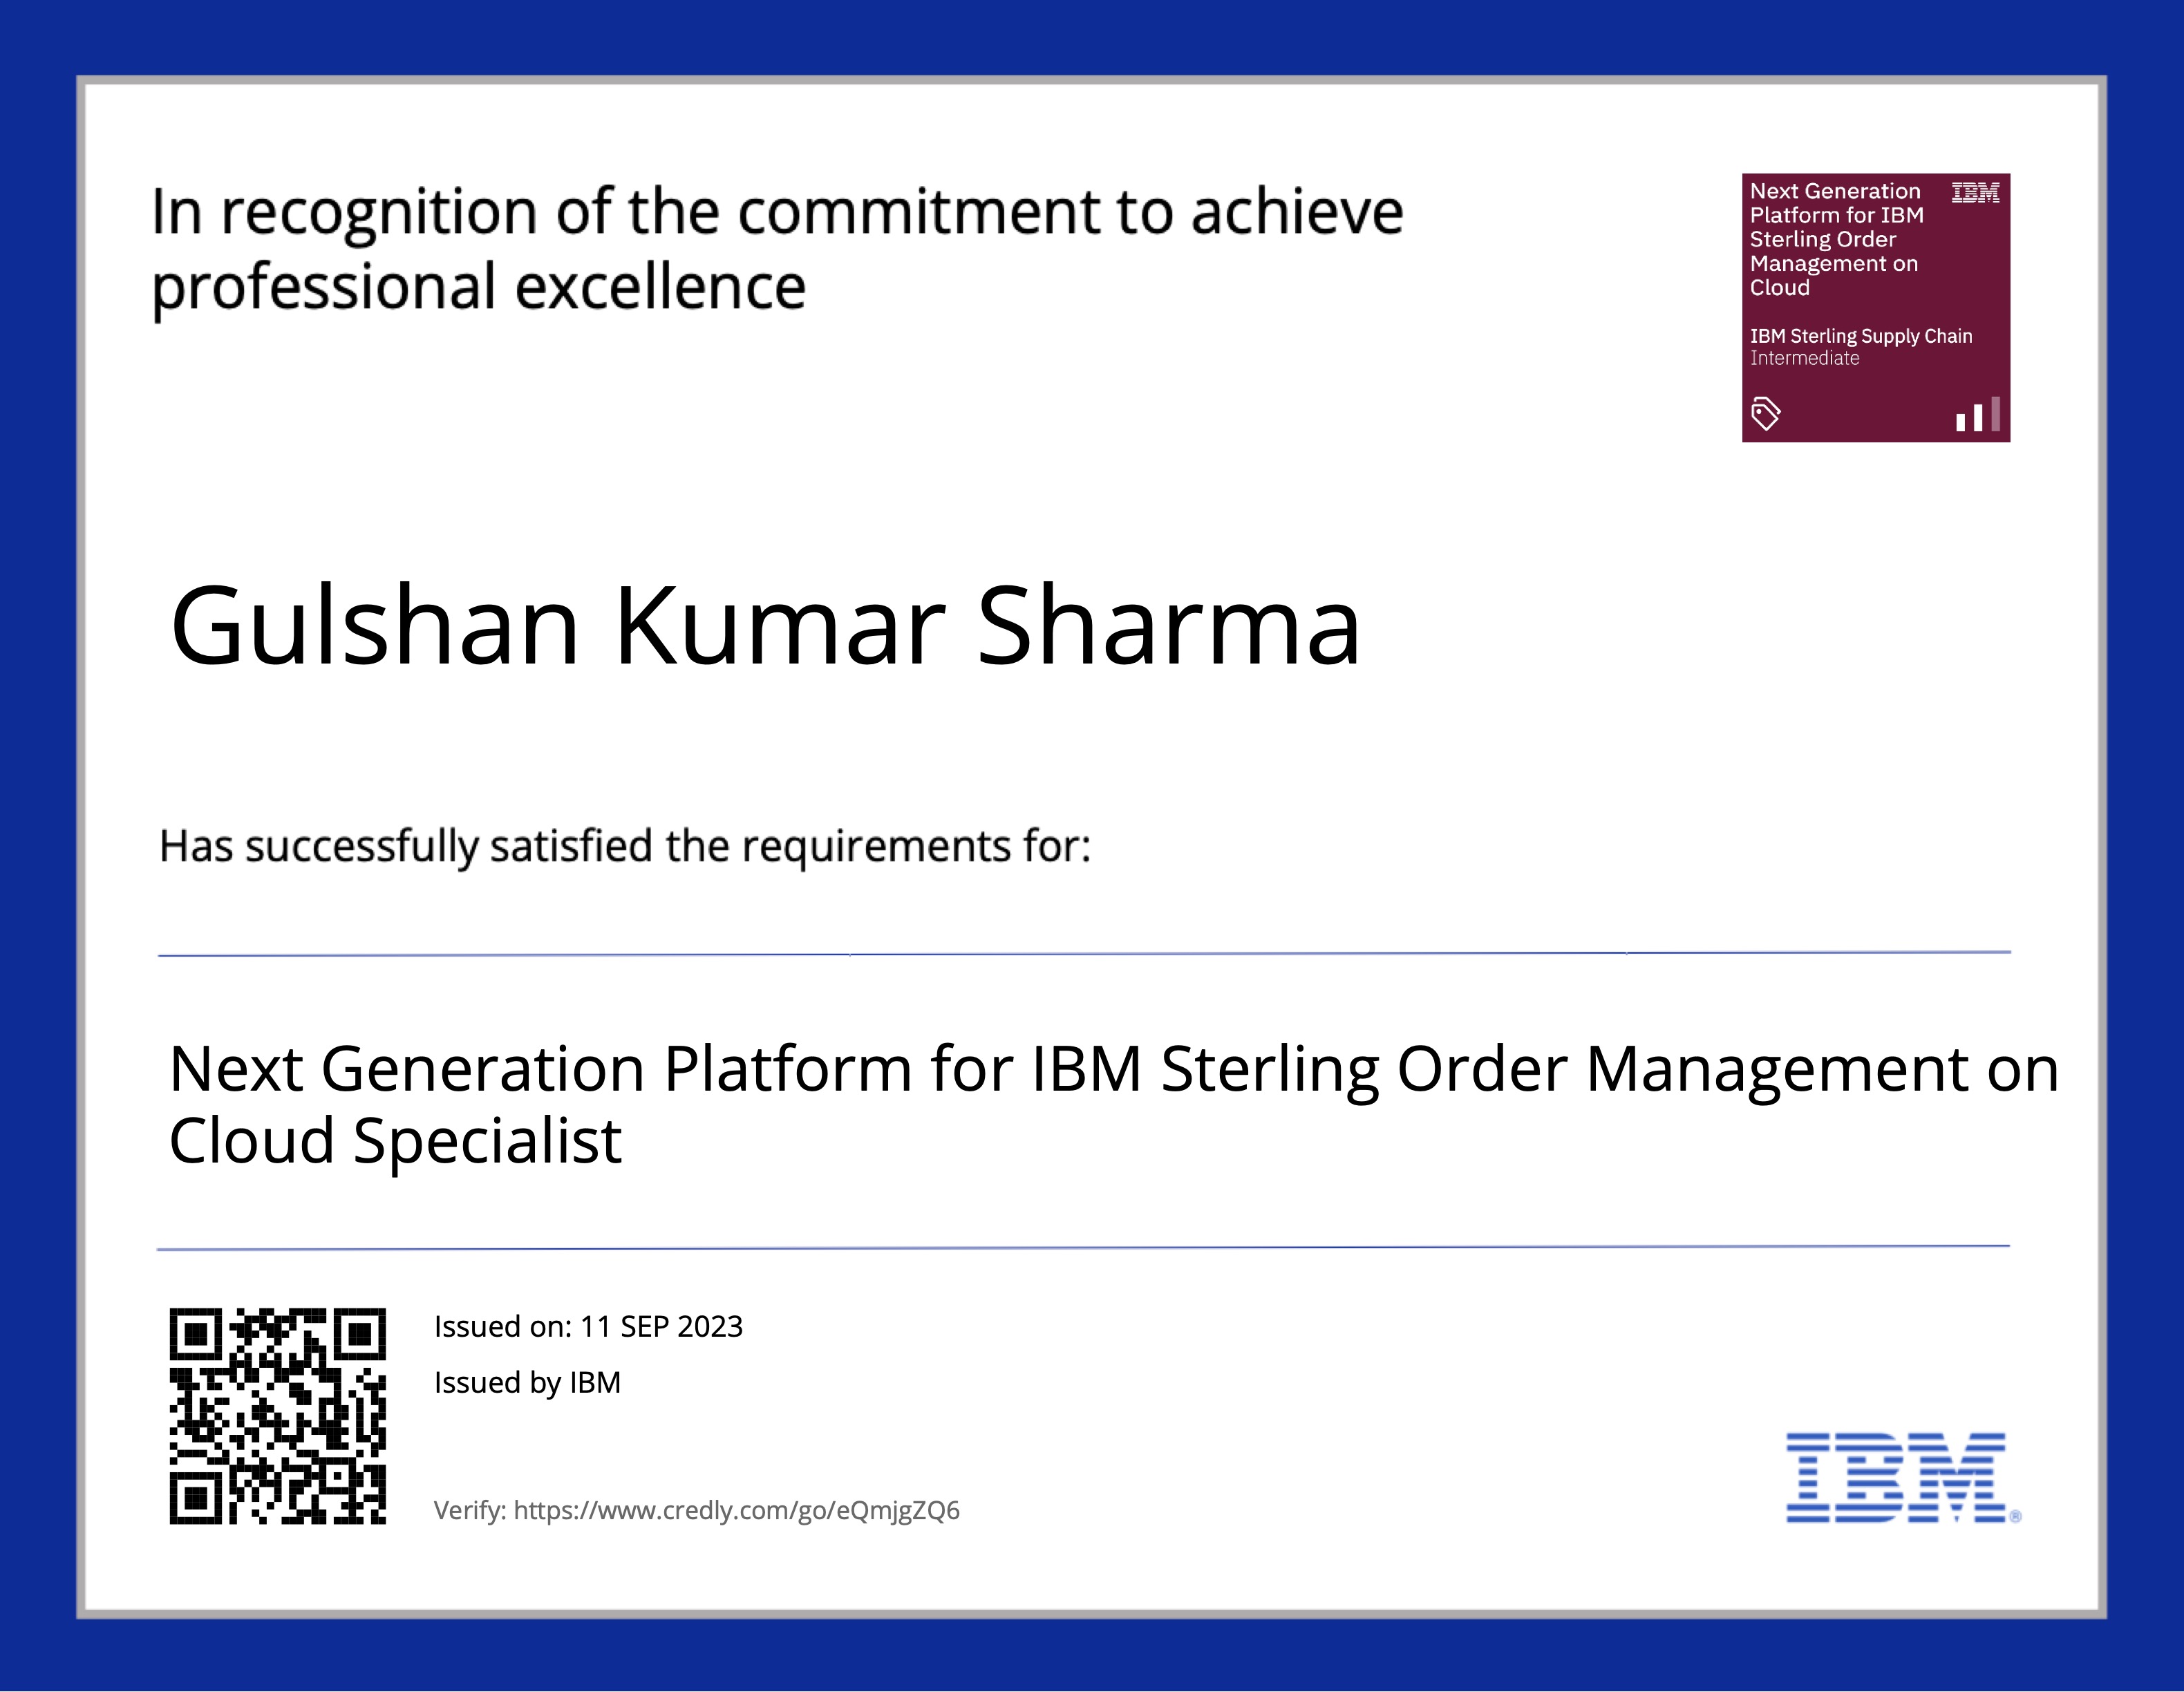 In recognition of the commitment to achieve
professional excellence
Next Generation
Platform for IBM
Sterling Order
Management on
Cloud
IBM
IBM Sterling Supply Chain
Intermediate
Gulshan Kumar Sharma
Has successfully satisfied the requirements for:
Next Generation Platform for IBM Sterling Order Management on
Cloud Specialist
Issued on: 11 SEP 2023
Issued by IBM
Verify: https://www.credly.com/go/eQmjgZQ6
IBM®